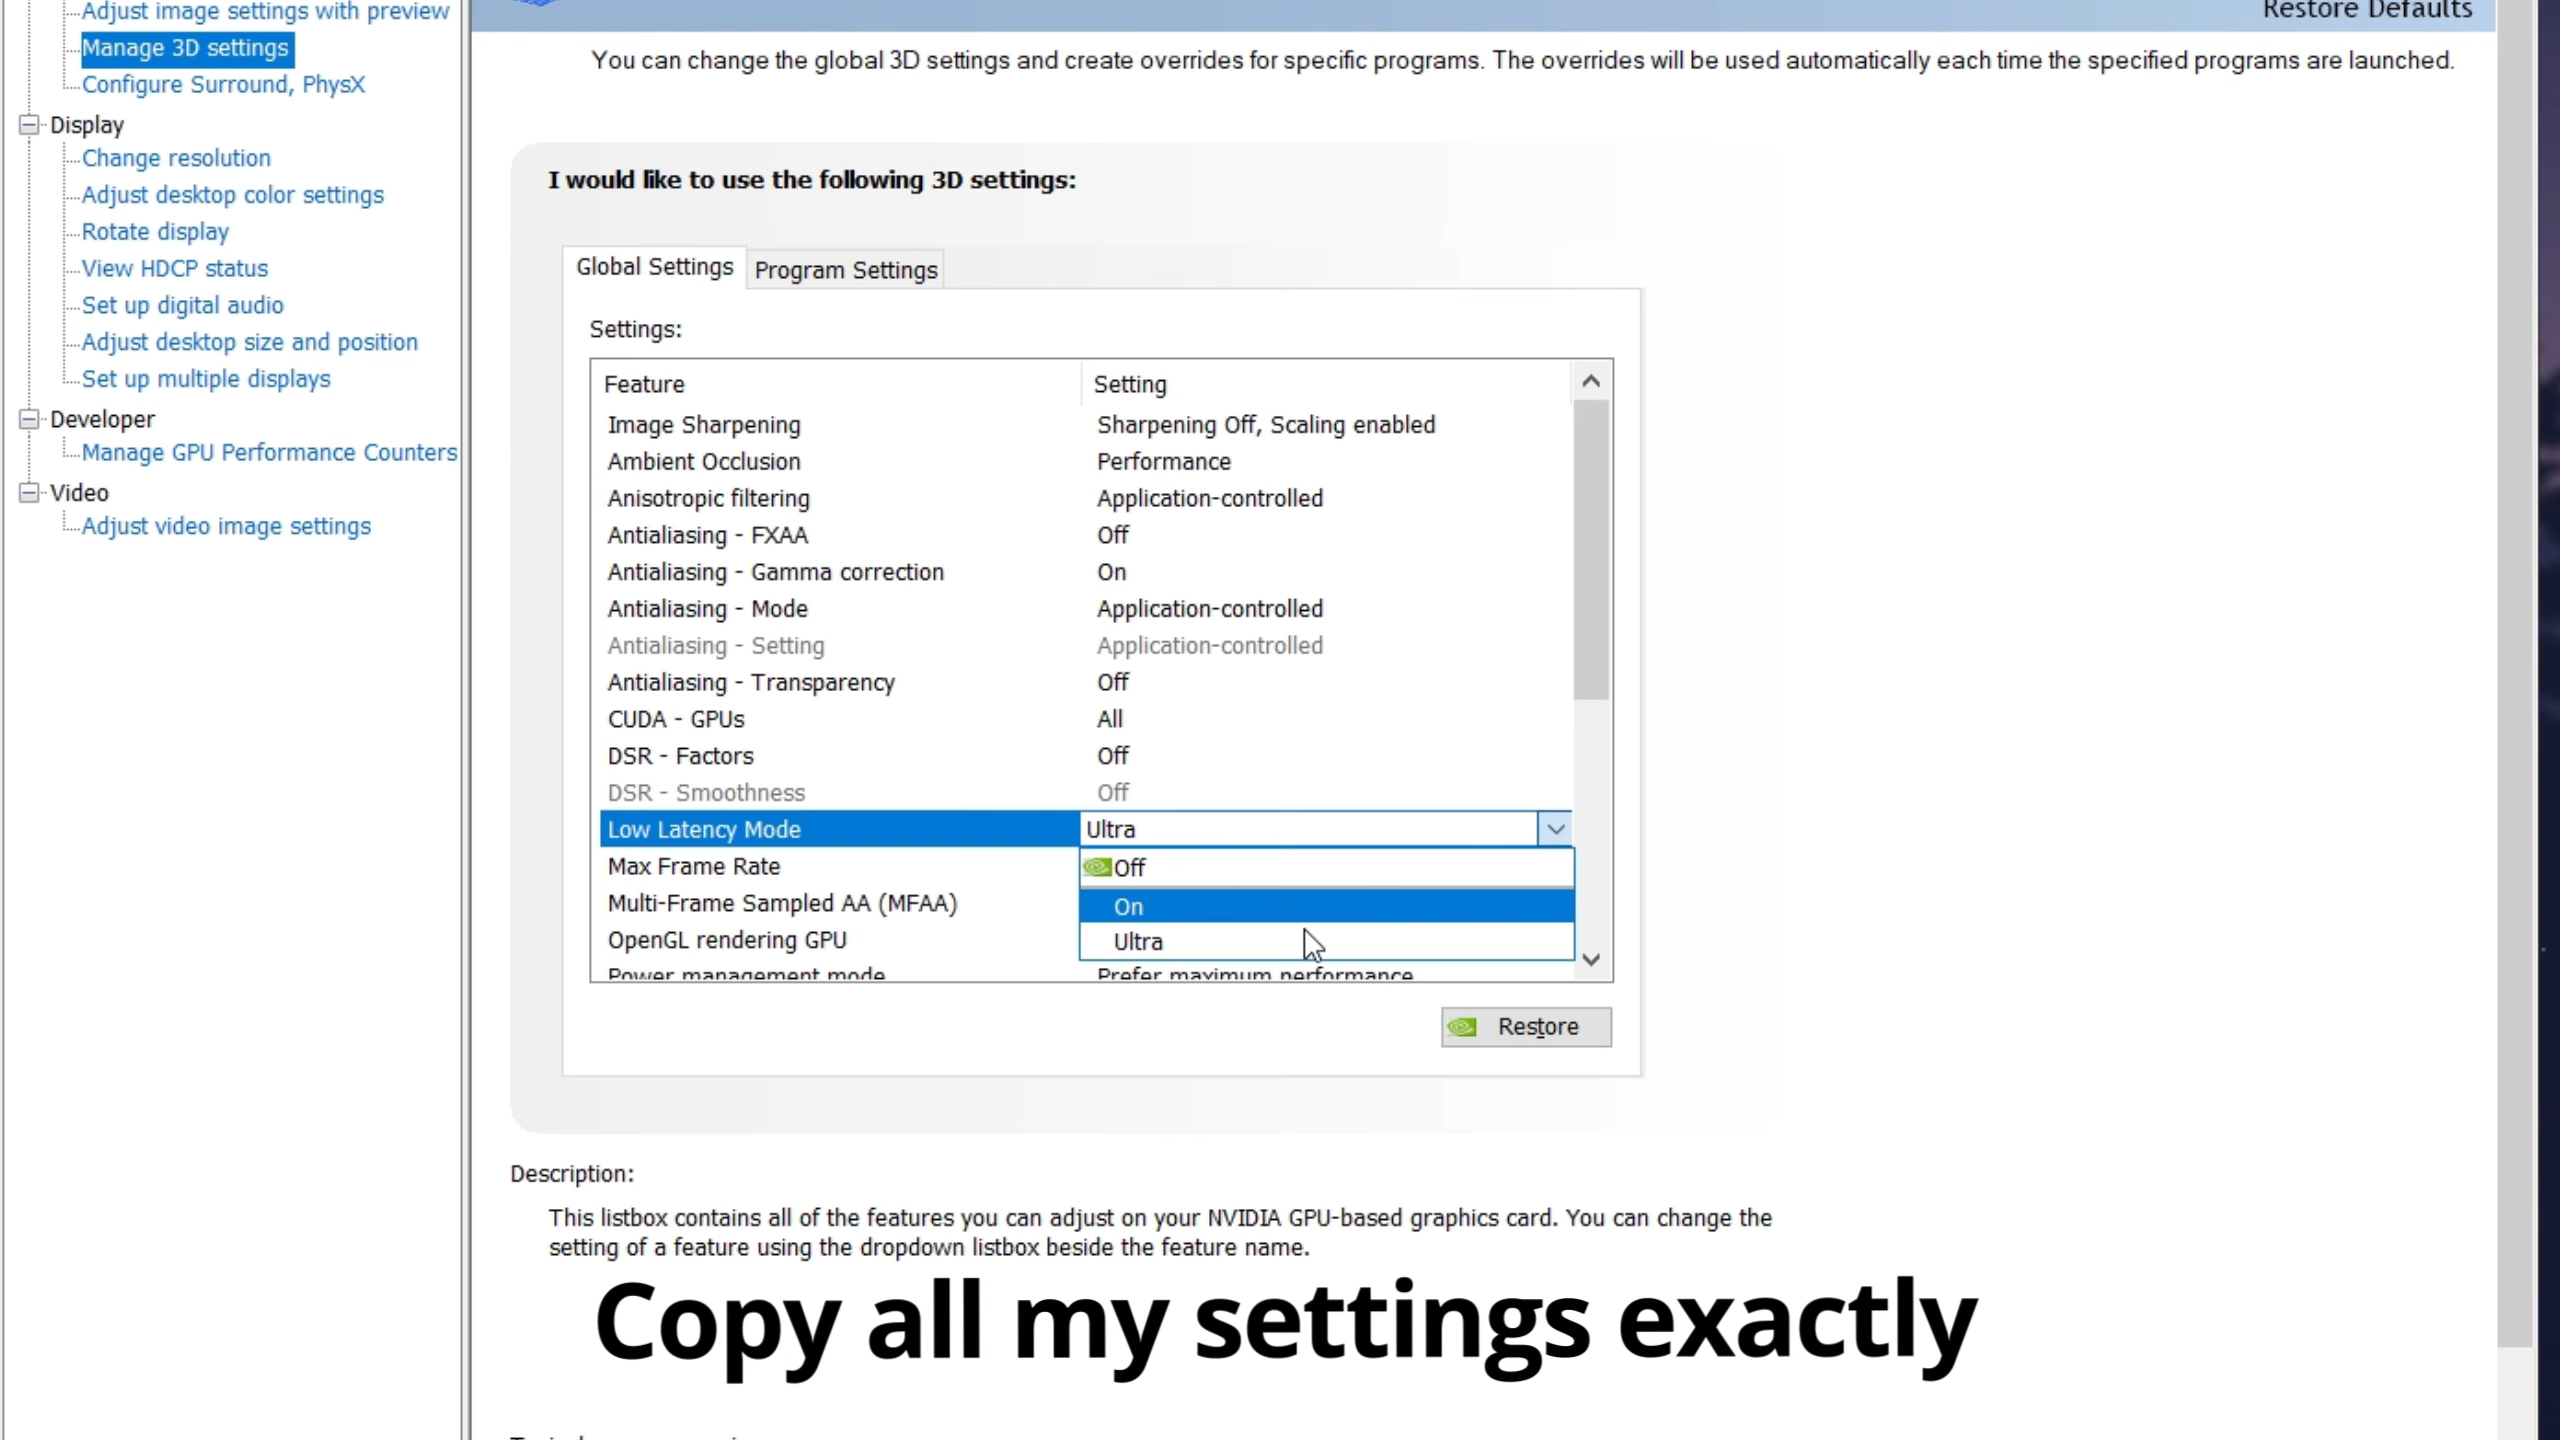 Adjust image settings with preview
Manage 3D settings
Configure Surround, PhysX
Display
Change resolution
Adjust desktop color settings
Rotate display
View HDCP status
Set up digital audio
Adjust desktop size and position
Set up multiple displays
Developer
Manage GPU Performance Counters
Video
Adjust video image settings
Restore Defaults
You can change the global 3D settings and create overrides for specific programs. The overrides will be used automatically each time the specified programs are launched.
I would like to use the following 3D settings:
Global Settings Program Settings
Settings:
Feature Setting
Image Sharpening Sharpening Off, Scaling enabled
Ambient Occlusion Performance
Anisotropic filtering Application-controlled
Antialiasing - FXAA Off
Antialiasing - Gamma correction On
Antialiasing - Mode Application-controlled
Antialiasing - Setting Application-controlled
Antialiasing - Transparency Off
CUDA - GPUs All
DSR - Factors Off
DSR - Smoothness Off
Low Latency Mode Ultra
Max Frame Rate Off
Multi-Frame Sampled AA (MFAA) On
OpenGL rendering GPU Ultra
Power management mode Prefer maximum performance
Restore
Description:
This listbox contains all of the features you can adjust on your NVIDIA GPU-based graphics card. You can change the
setting of a feature using the dropdown listbox beside the feature name.
Copy all my settings exactly